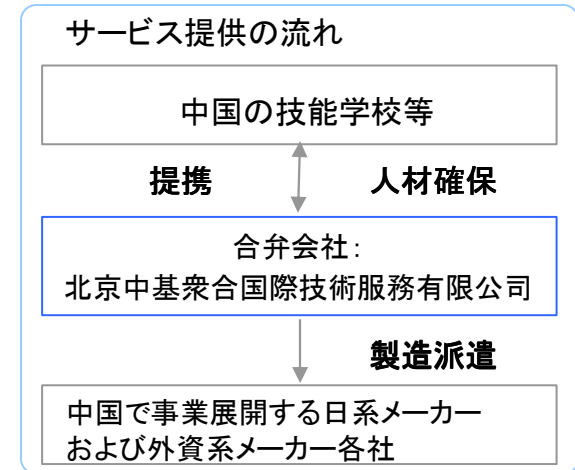 サービス提供の流れ
中国の技能学校等
提携 人材確保
合弁会社：
北京中基衆合国際技術服務有限公司
製造派遣
中国で事業展開する日系メーカー
および外資系メーカー各社